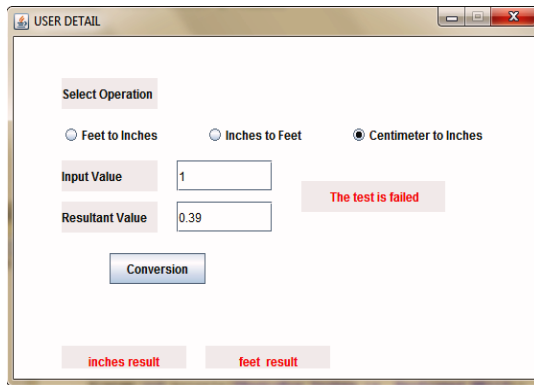 USER DETAIL
Select Operation
Feet to Inches Inches to Feet Centimeter to Inches
Input Value 1
The test is failed
Resultant Value 0.39
Conversion
inches result feet result